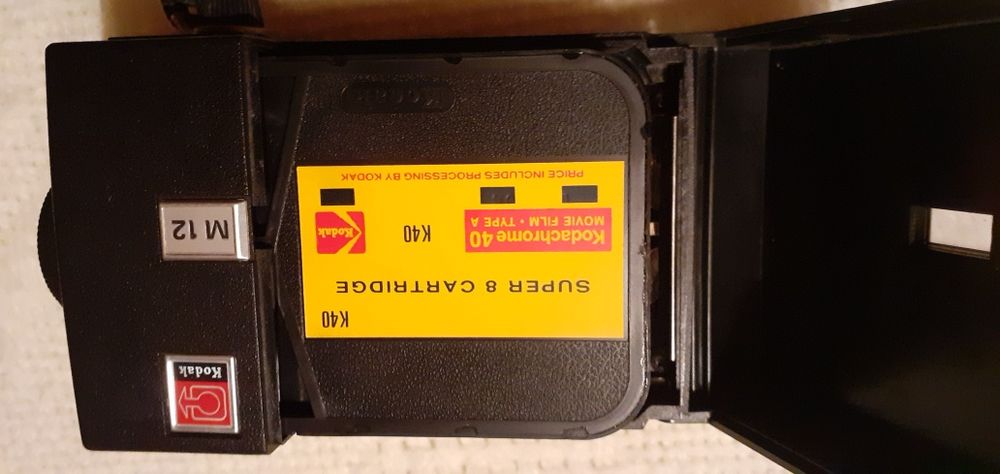 Kodak
M 12
Kodak
K40
SUPER 8 CARTRIDGE
Kodachrome 40
MOVIE FILM • TYPE A
K40
Kodak
PRICE INCLUDES PROCESSING BY KODAK